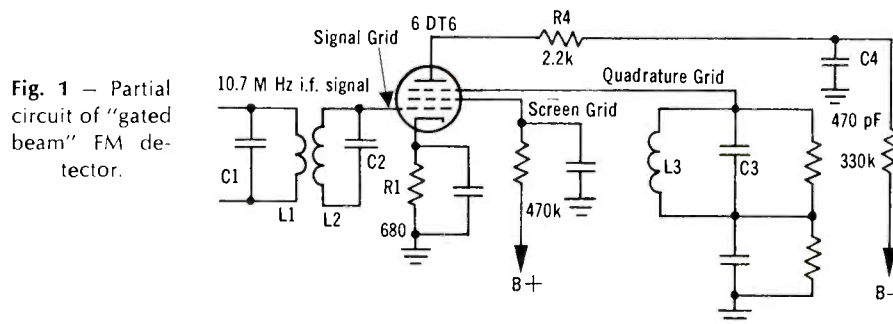 Fig. 1 – Partial
circuit of "gated
beam" FM de-
tector.
6 DT6
R4
2.2k
Signal Grid
10.7 M Hz i.f. signal
Quadrature Grid
C4
Screen Grid
470 pF
330k
C1
C2
L3
C3
R1
L1
L2
470k
680
B+